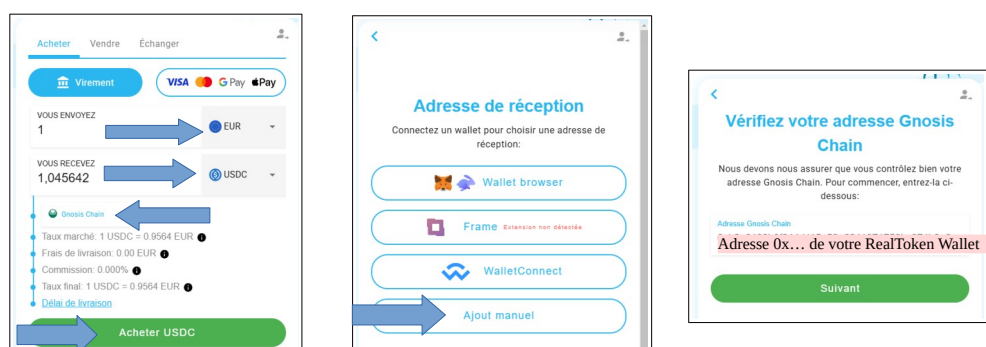 Acheter Vendre Échanger
Virement VISA G Pay Pay
VOUS ENVOYEZ
1
EUR
VOUS RECEVEZ
1,045642
USDC
Gnosis Chain
Taux marché: 1 USDC = 0.9564 EUR
Frais de livraison: 0.00 EUR
Commission: 0.000%
Taux final: 1 USDC = 0.9564 EUR
Délai de livraison
Acheter USDC
Adresse de réception
Connectez un wallet pour choisir une adresse de
réception:
Wallet browser
Frame Extension non détectée
WalletConnect
Ajout manuel
Vérifiez votre adresse Gnosis
Chain
Nous devons nous assurer que vous contrôlez bien votre
adresse Gnosis Chain. Pour commencer, entrez-la ci-
dessous:
Adresse Gnosis Chain
Adresse 0x… de votre RealToken Wallet
Suivant